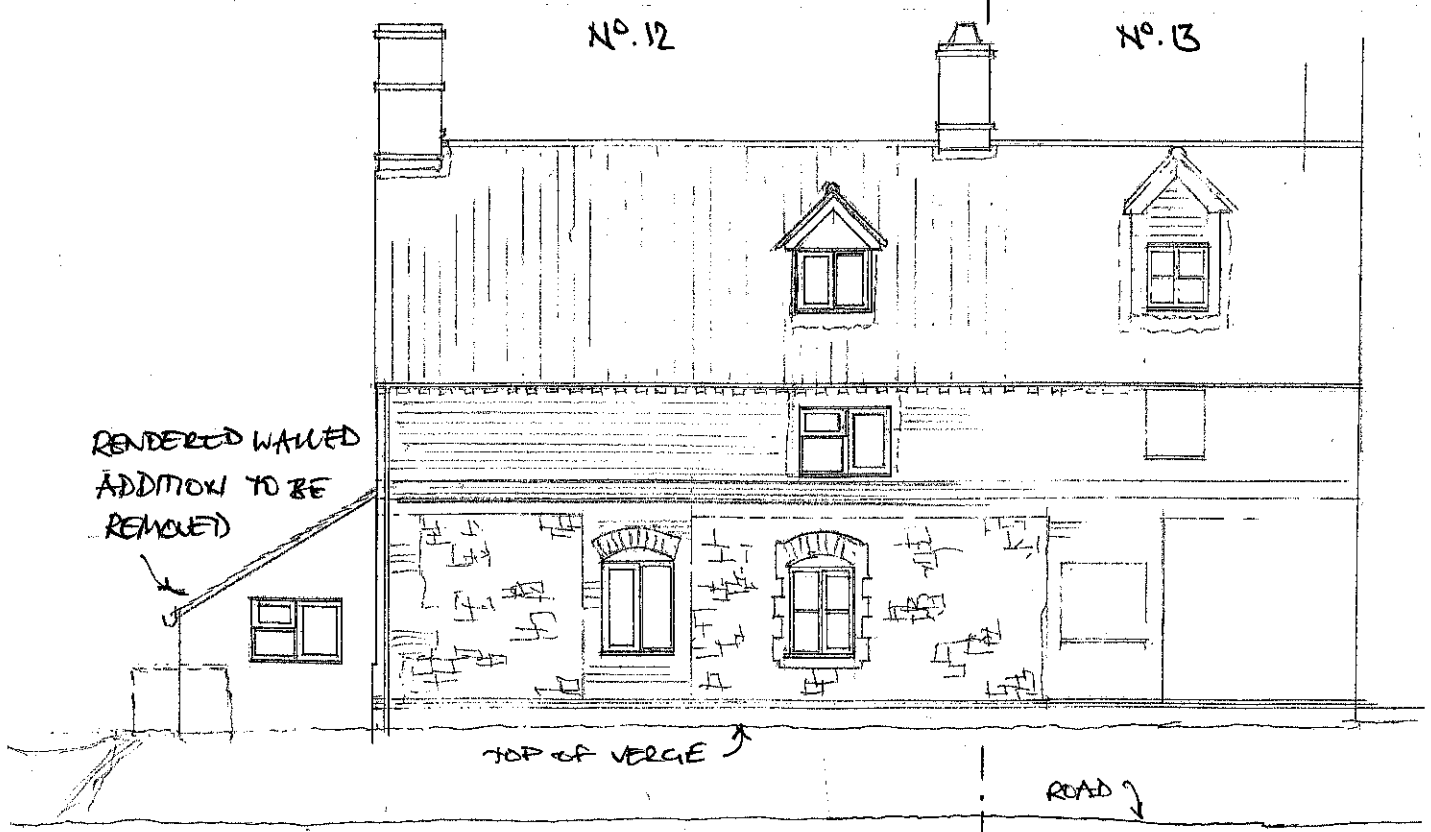 Nº. 12
Nº. 13
RENDERED WALLED
ADDITION TO BE
REMOVED
TOP OF VERGE
ROAD